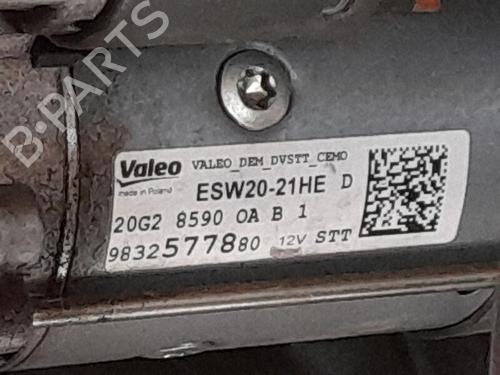 B-PARTS
Valeo VALEO_DEM_DVSTT_CEMO
made in Poland ESW20-21HE D
20G2 8590 OA B 1
9832577880 12V STT